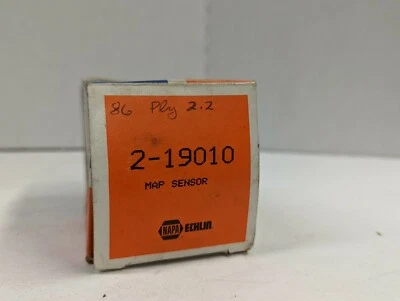 86 Ply 2.2
2-19010
MAP SENSOR
NAPA ECHLIN.